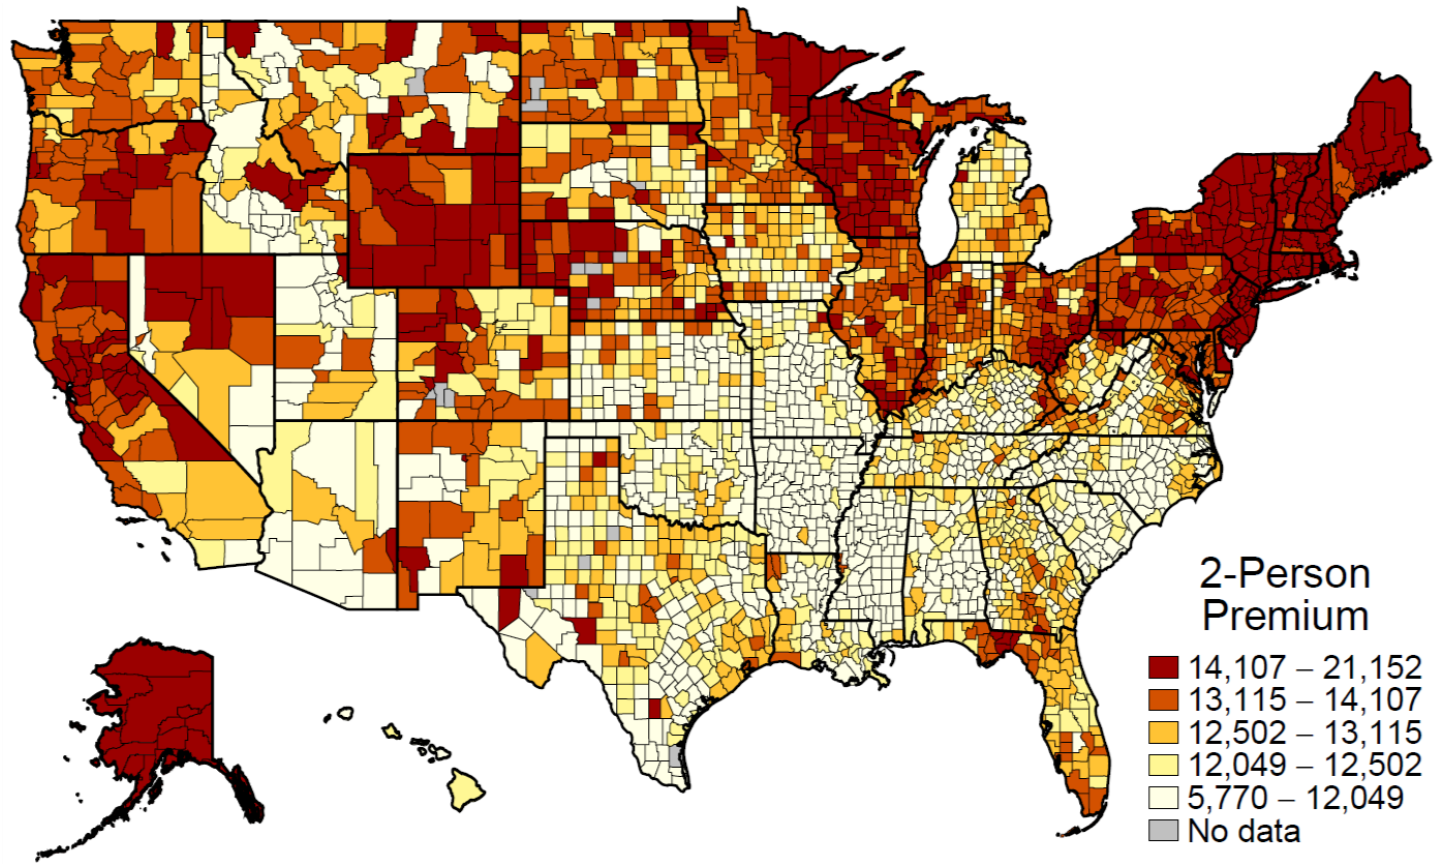 2-Person
Premium
14,107 – 21,152
13,115 – 14,107
12,502 – 13,115
12,049 – 12,502
5,770 – 12,049
No data